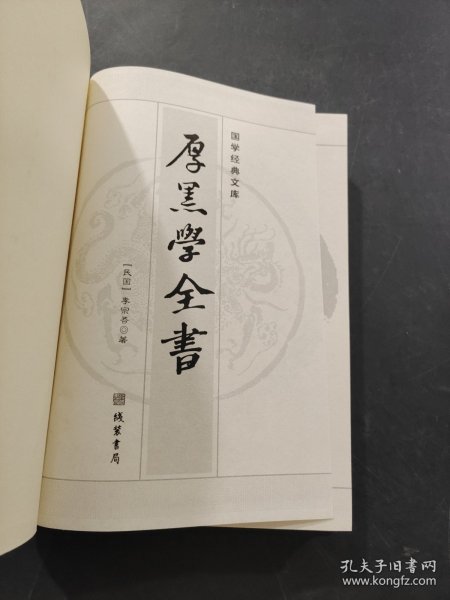 国学经典文库
厚黑學全書
［民国］李宗吾◎著
线装书局
孔夫子旧书网
www.kongfz.com